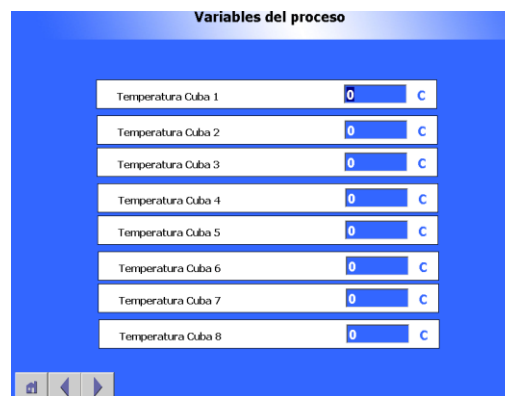 Variables del proceso
Temperatura Cuba 1 0 C
Temperatura Cuba 2 0 C
Temperatura Cuba 3 0 C
Temperatura Cuba 4 0 C
Temperatura Cuba 5 0 C
Temperatura Cuba 6 0 C
Temperatura Cuba 7 0 C
Temperatura Cuba 8 0 C